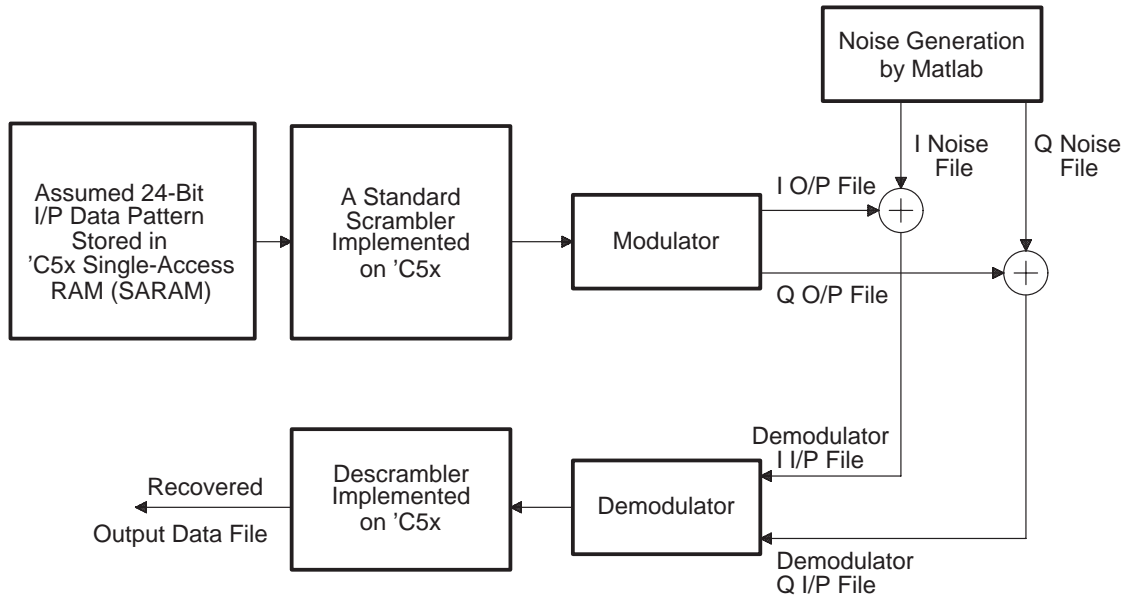 Noise Generation
by Matlab
I Noise
File
Q Noise
File
Assumed 24-Bit
I/P Data Pattern
Stored in
’C5x Single-Access
RAM (SARAM)
A Standard
Scrambler
Implemented
on ’C5x
Modulator
I O/P File
Q O/P File
Demodulator
I I/P File
Demodulator
Q I/P File
Demodulator
Descrambler
Implemented
on ’C5x
Recovered
Output Data File